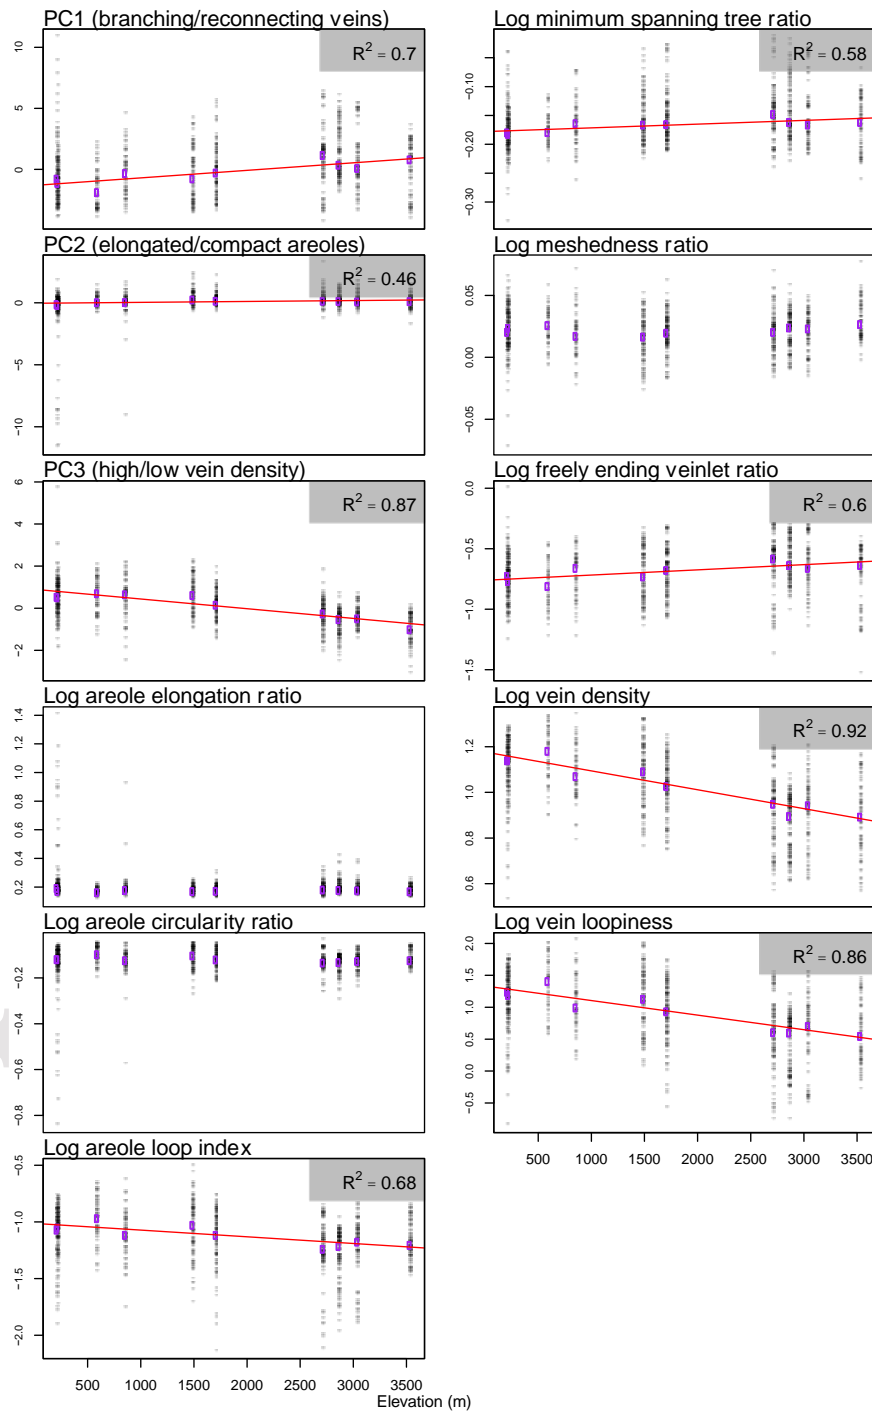 PC1 (branching/reconnecting veins)
R² = 0.7
10
5
0
PC2 (elongated/compact areoles)
R² = 0.46
0
−5
−10
PC3 (high/low vein density)
R² = 0.87
6
4
2
0
−2
Log areole elongation ratio
1.4
1.2
1.0
0.8
0.6
0.4
0.2
Log areole circularity ratio
−0.2
−0.4
−0.6
−0.8
Log areole loop index
R² = 0.68
−0.5
−1.0
−1.5
−2.0
500 1000 1500 2000 2500 3000 3500
Log minimum spanning tree ratio
R² = 0.58
−0.10
−0.20
−0.30
Log meshedness ratio
0.05
0.00
−0.05
Log freely ending veinlet ratio
R² = 0.6
0.0
−0.5
−1.0
−1.5
Log vein density
R² = 0.92
1.2
1.0
0.8
0.6
Log vein loopiness
R² = 0.86
2.0
1.5
1.0
0.5
0.0
−0.5
500 1000 1500 2000 2500 3000 3500
Elevation (m)